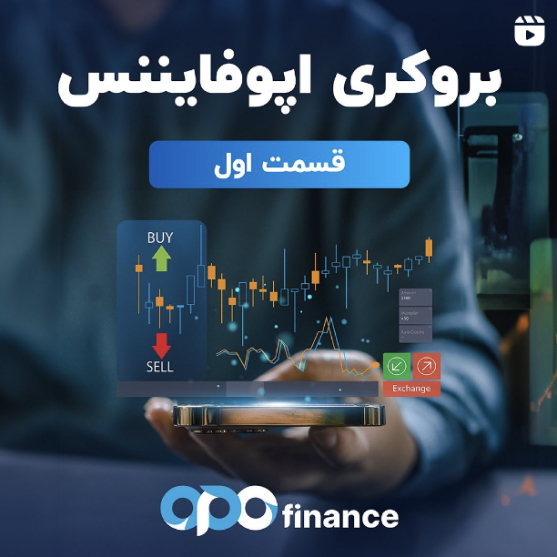 بروکری اپوفایننس
قسمت اول
BUY
SELL
Exchange
opo finance